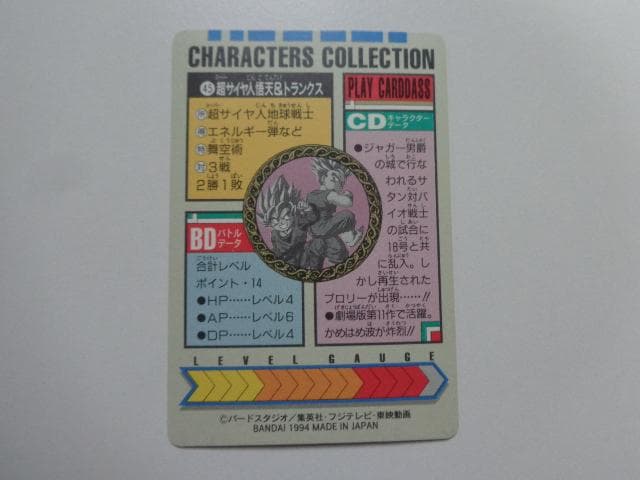 CHARACTERS COLLECTION
45 超サイヤ人悟天&トランクス
所 超サイヤ人地球戦士
得 エネルギー弾など
特 舞空術
対 3戦
2勝1敗
PLAY CARDDASS
CD キャラクターデータ
●ジャガー男爵
の城で行な
われるサ
タン対バ
イオ戦士
の試合に
18号と共
に乱入。し
かし再生された
ブロリーが出現……!!
●劇場版第11作で活躍。
かめはめ波が炸烈!!
BD バトルデータ
合計レベル
ポイント・14
●HP……レベル4
●AP……レベル6
●DP……レベル4
LEVEL GAUGE
©バードスタジオ/集英社・フジテレビ・東映動画
BANDAI 1994 MADE IN JAPAN